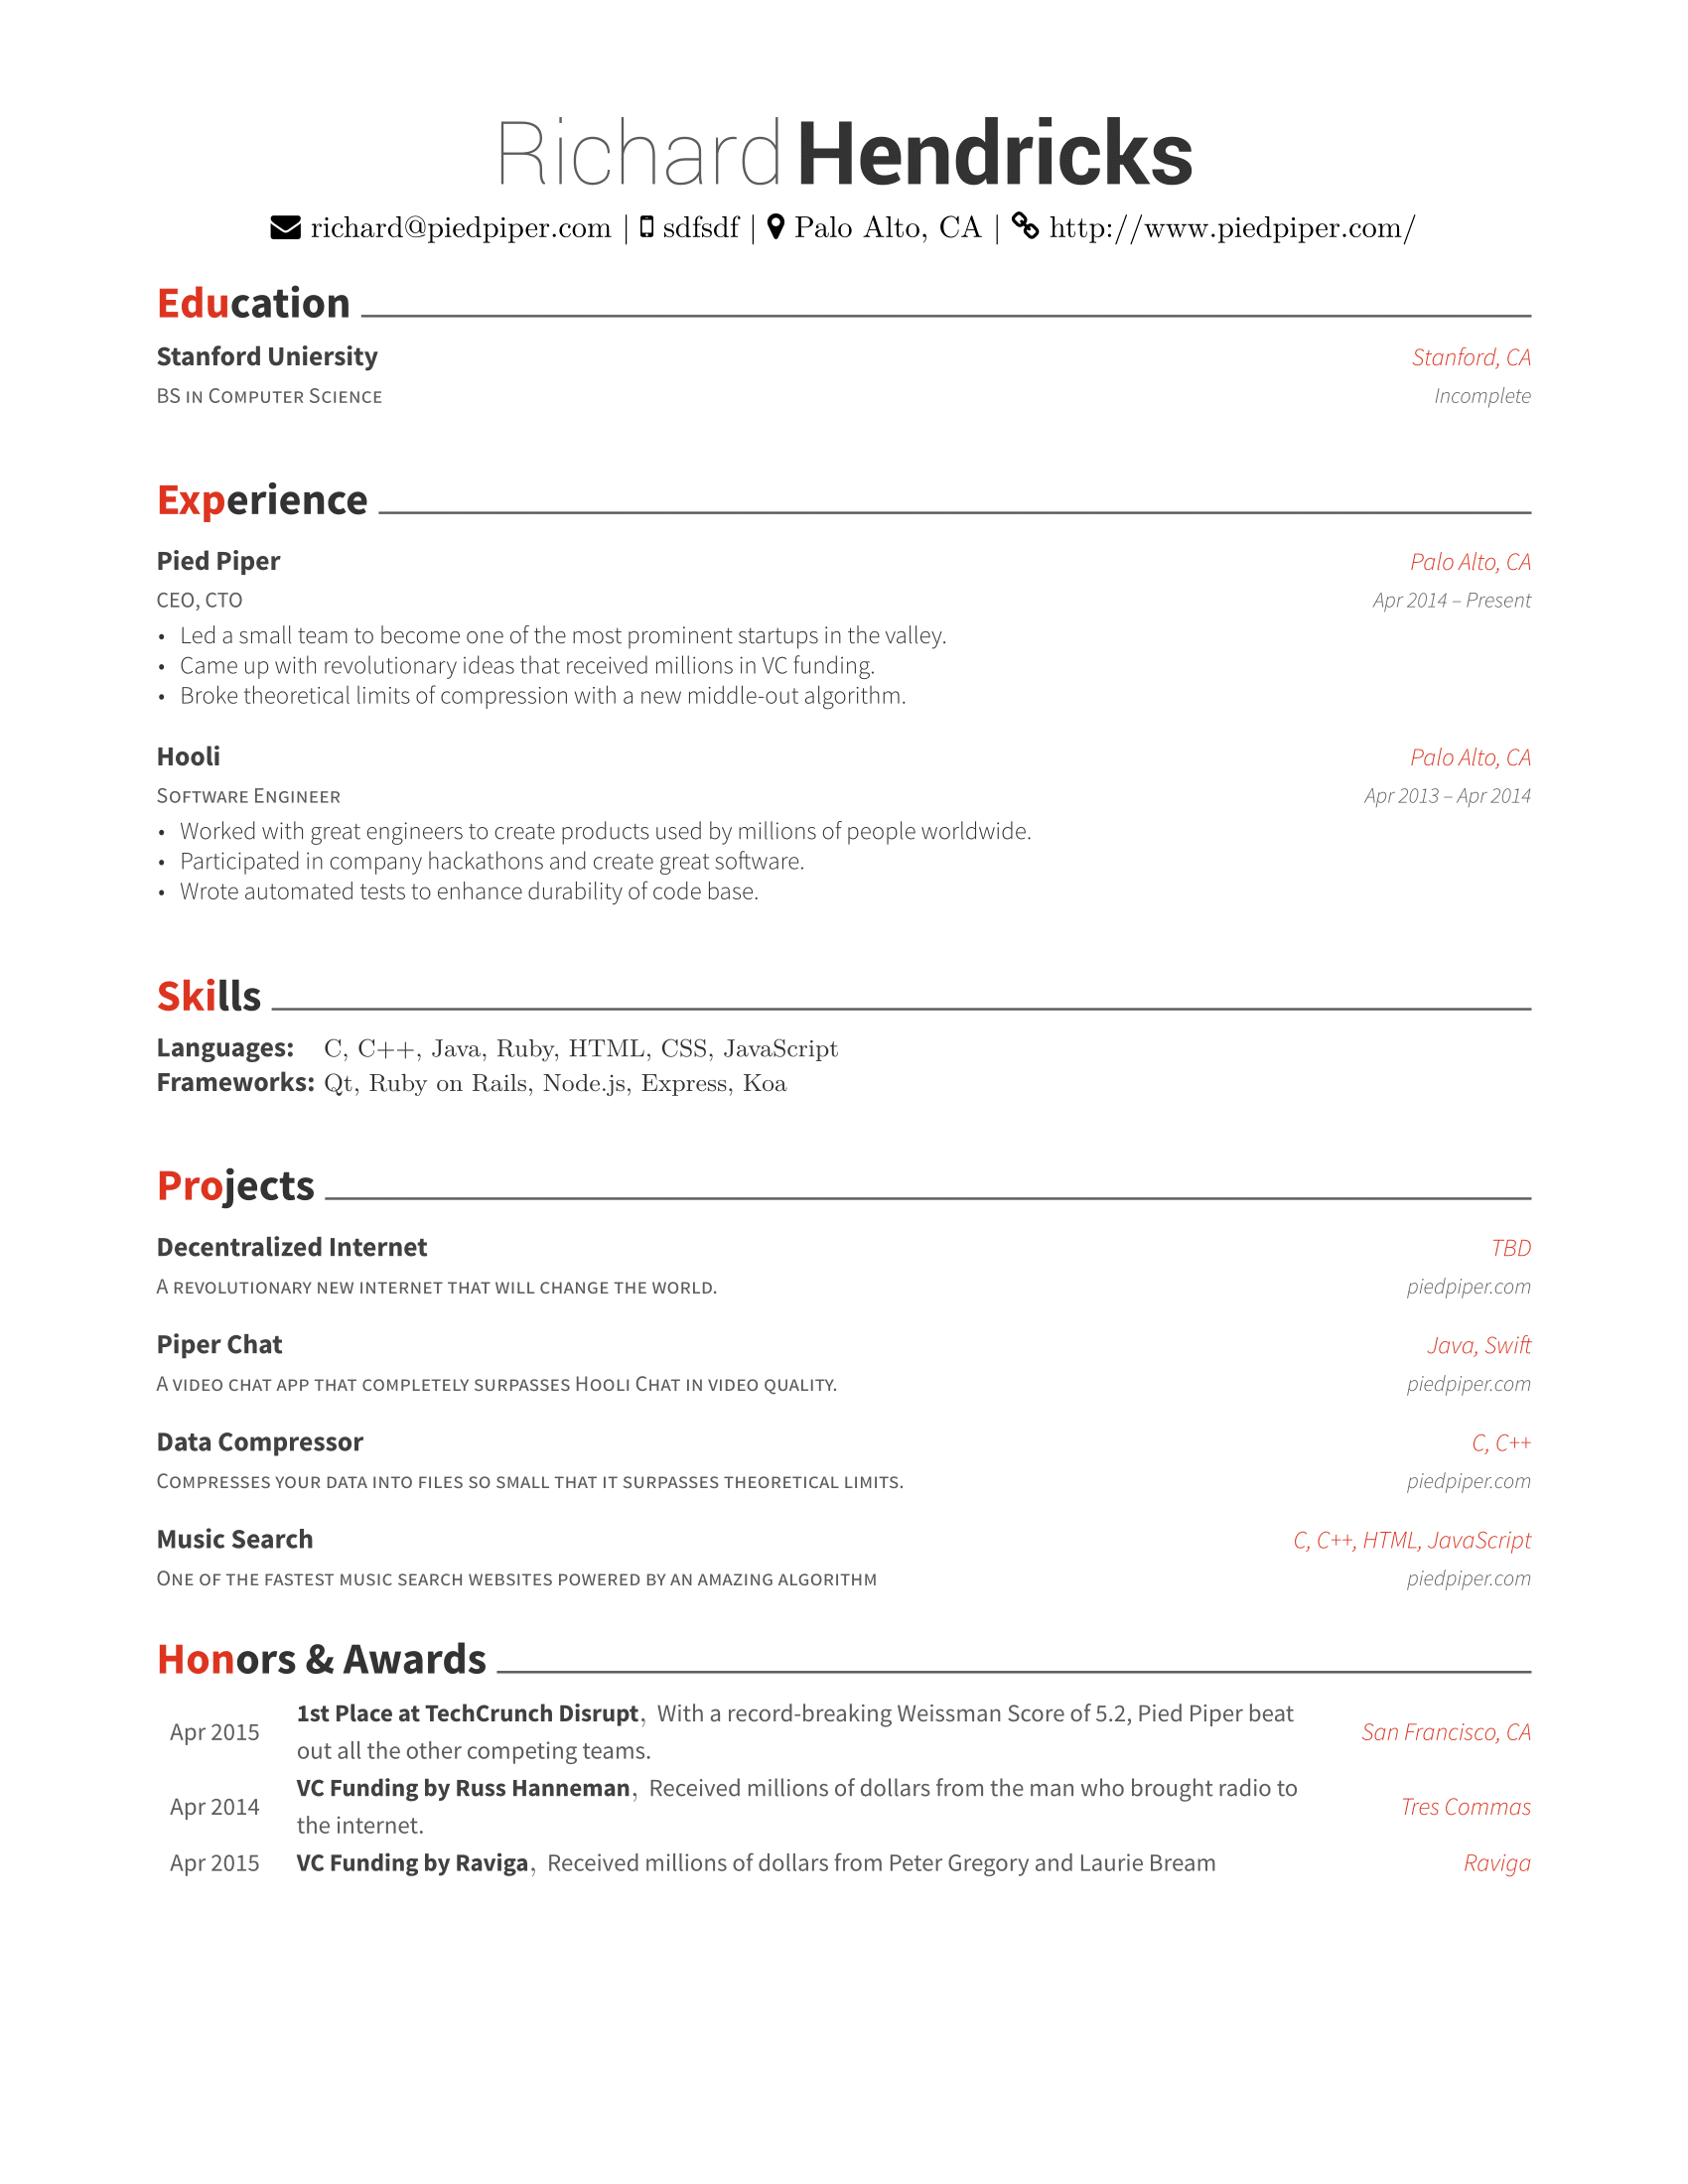 Richard Hendricks
richard@piedpiper.com | sdfsdf | Palo Alto, CA | http://www.piedpiper.com/
Education
Stanford Uniersity Stanford, CA
BS in Computer Science Incomplete
Experience
Pied Piper Palo Alto, CA
CEO, CTO Apr 2014 – Present
• Led a small team to become one of the most prominent startups in the valley.
• Came up with revolutionary ideas that received millions in VC funding.
• Broke theoretical limits of compression with a new middle-out algorithm.
Hooli Palo Alto, CA
Software Engineer Apr 2013 – Apr 2014
• Worked with great engineers to create products used by millions of people worldwide.
• Participated in company hackathons and create great software.
• Wrote automated tests to enhance durability of code base.
Skills
Languages: C, C++, Java, Ruby, HTML, CSS, JavaScript
Frameworks: Qt, Ruby on Rails, Node.js, Express, Koa
Projects
Decentralized Internet TBD
A revolutionary new internet that will change the world. piedpiper.com
Piper Chat Java, Swift
A video chat app that completely surpasses Hooli Chat in video quality. piedpiper.com
Data Compressor C, C++
Compresses your data into files so small that it surpasses theoretical limits. piedpiper.com
Music Search C, C++, HTML, JavaScript
One of the fastest music search websites powered by an amazing algorithm piedpiper.com
Honors & Awards
Apr 2015 1st Place at TechCrunch Disrupt, With a record-breaking Weissman Score of 5.2, Pied Piper beat San Francisco, CA
out all the other competing teams.
Apr 2014 VC Funding by Russ Hanneman, Received millions of dollars from the man who brought radio to Tres Commas
the internet.
Apr 2015 VC Funding by Raviga, Received millions of dollars from Peter Gregory and Laurie Bream Raviga